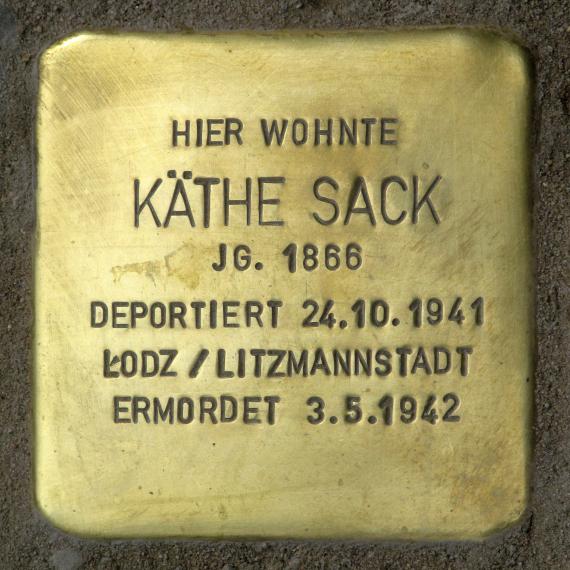 HIER WOHNTE
KÄTHE SACK
JG. 1866
DEPORTIERT 24.10.1941
ŁODZ / LITZMANNSTADT
ERMORDET 3.5.1942